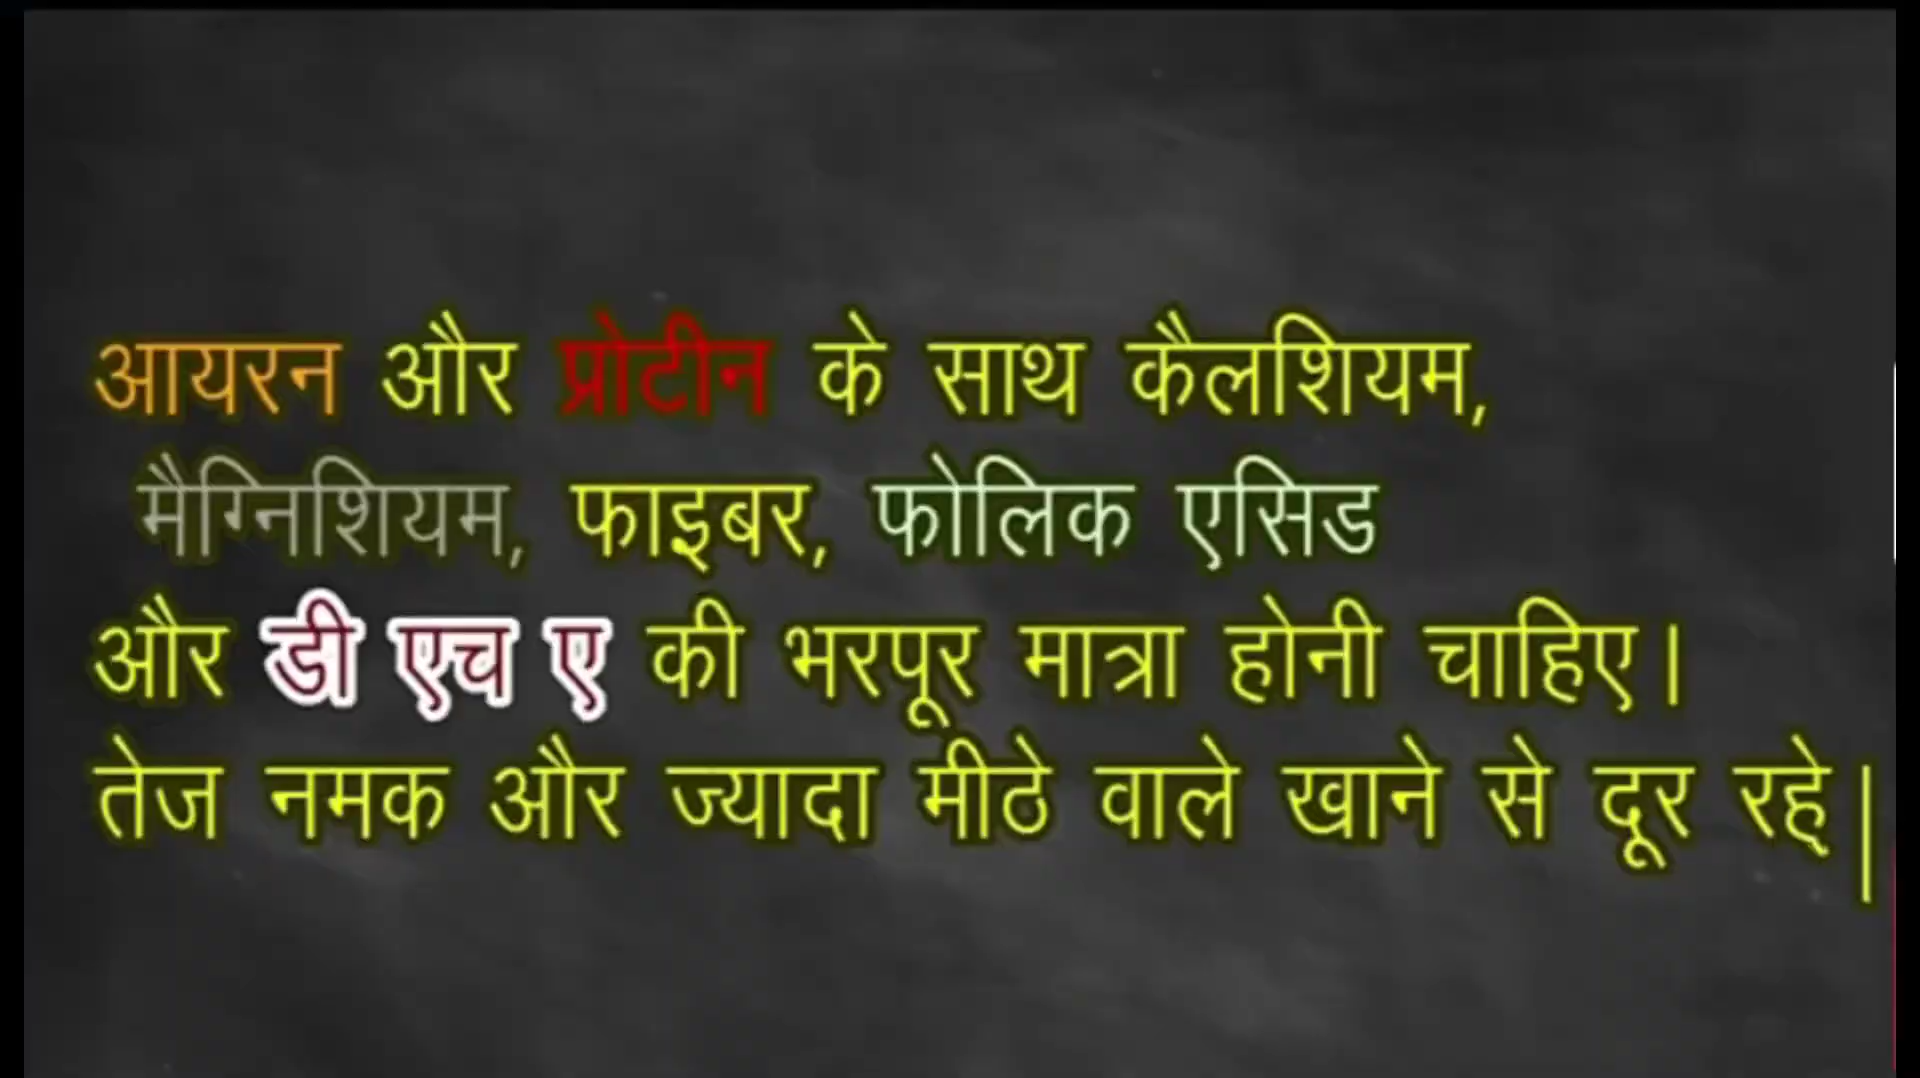 आयरन और प्रोटीन के साथ कैलशियम,
मैग्निशियम, फाइबर, फोलिक एसिड
और डी एच ए की भरपूर मात्रा होनी चाहिए।
तेज नमक और ज्यादा मीठे वाले खाने से दूर रहे|